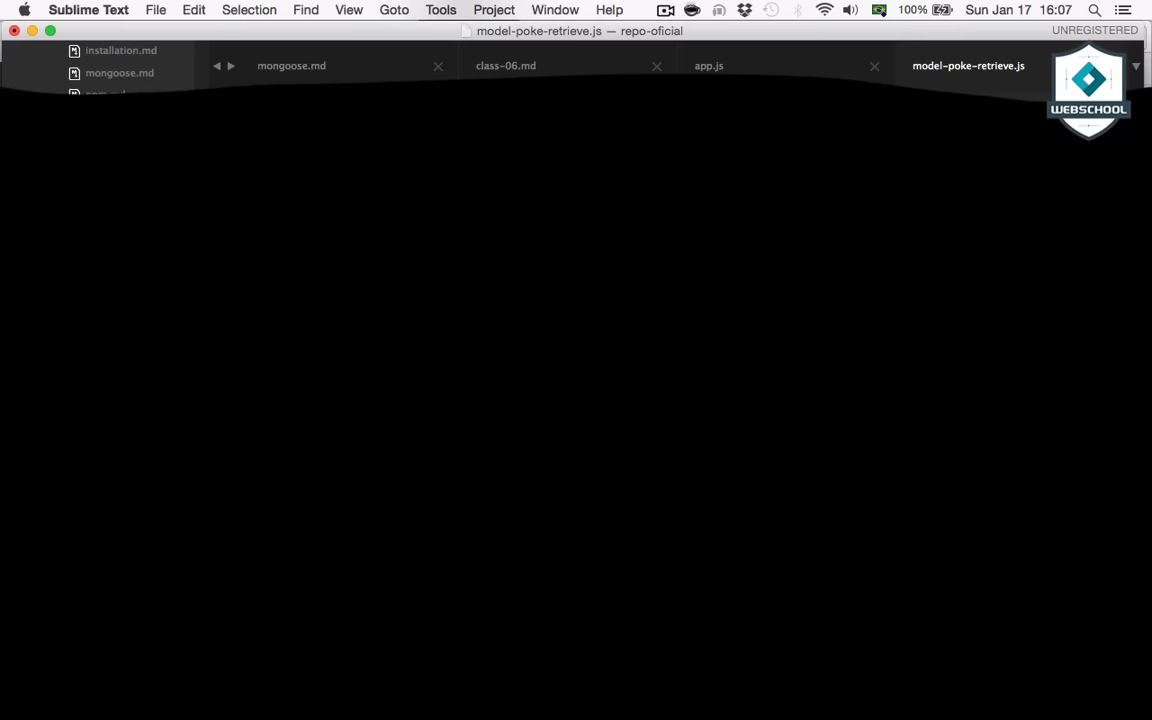 Sublime Text File Edit Selection Find View Goto Tools Project Window Help 100% Sun Jan 17 16:07
model-poke-retrieve.js — repo-oficial UNREGISTERED
installation.md
mongoose.md
mongoose.md class-06.md app.js model-poke-retrieve.js
WEBSCHOOL